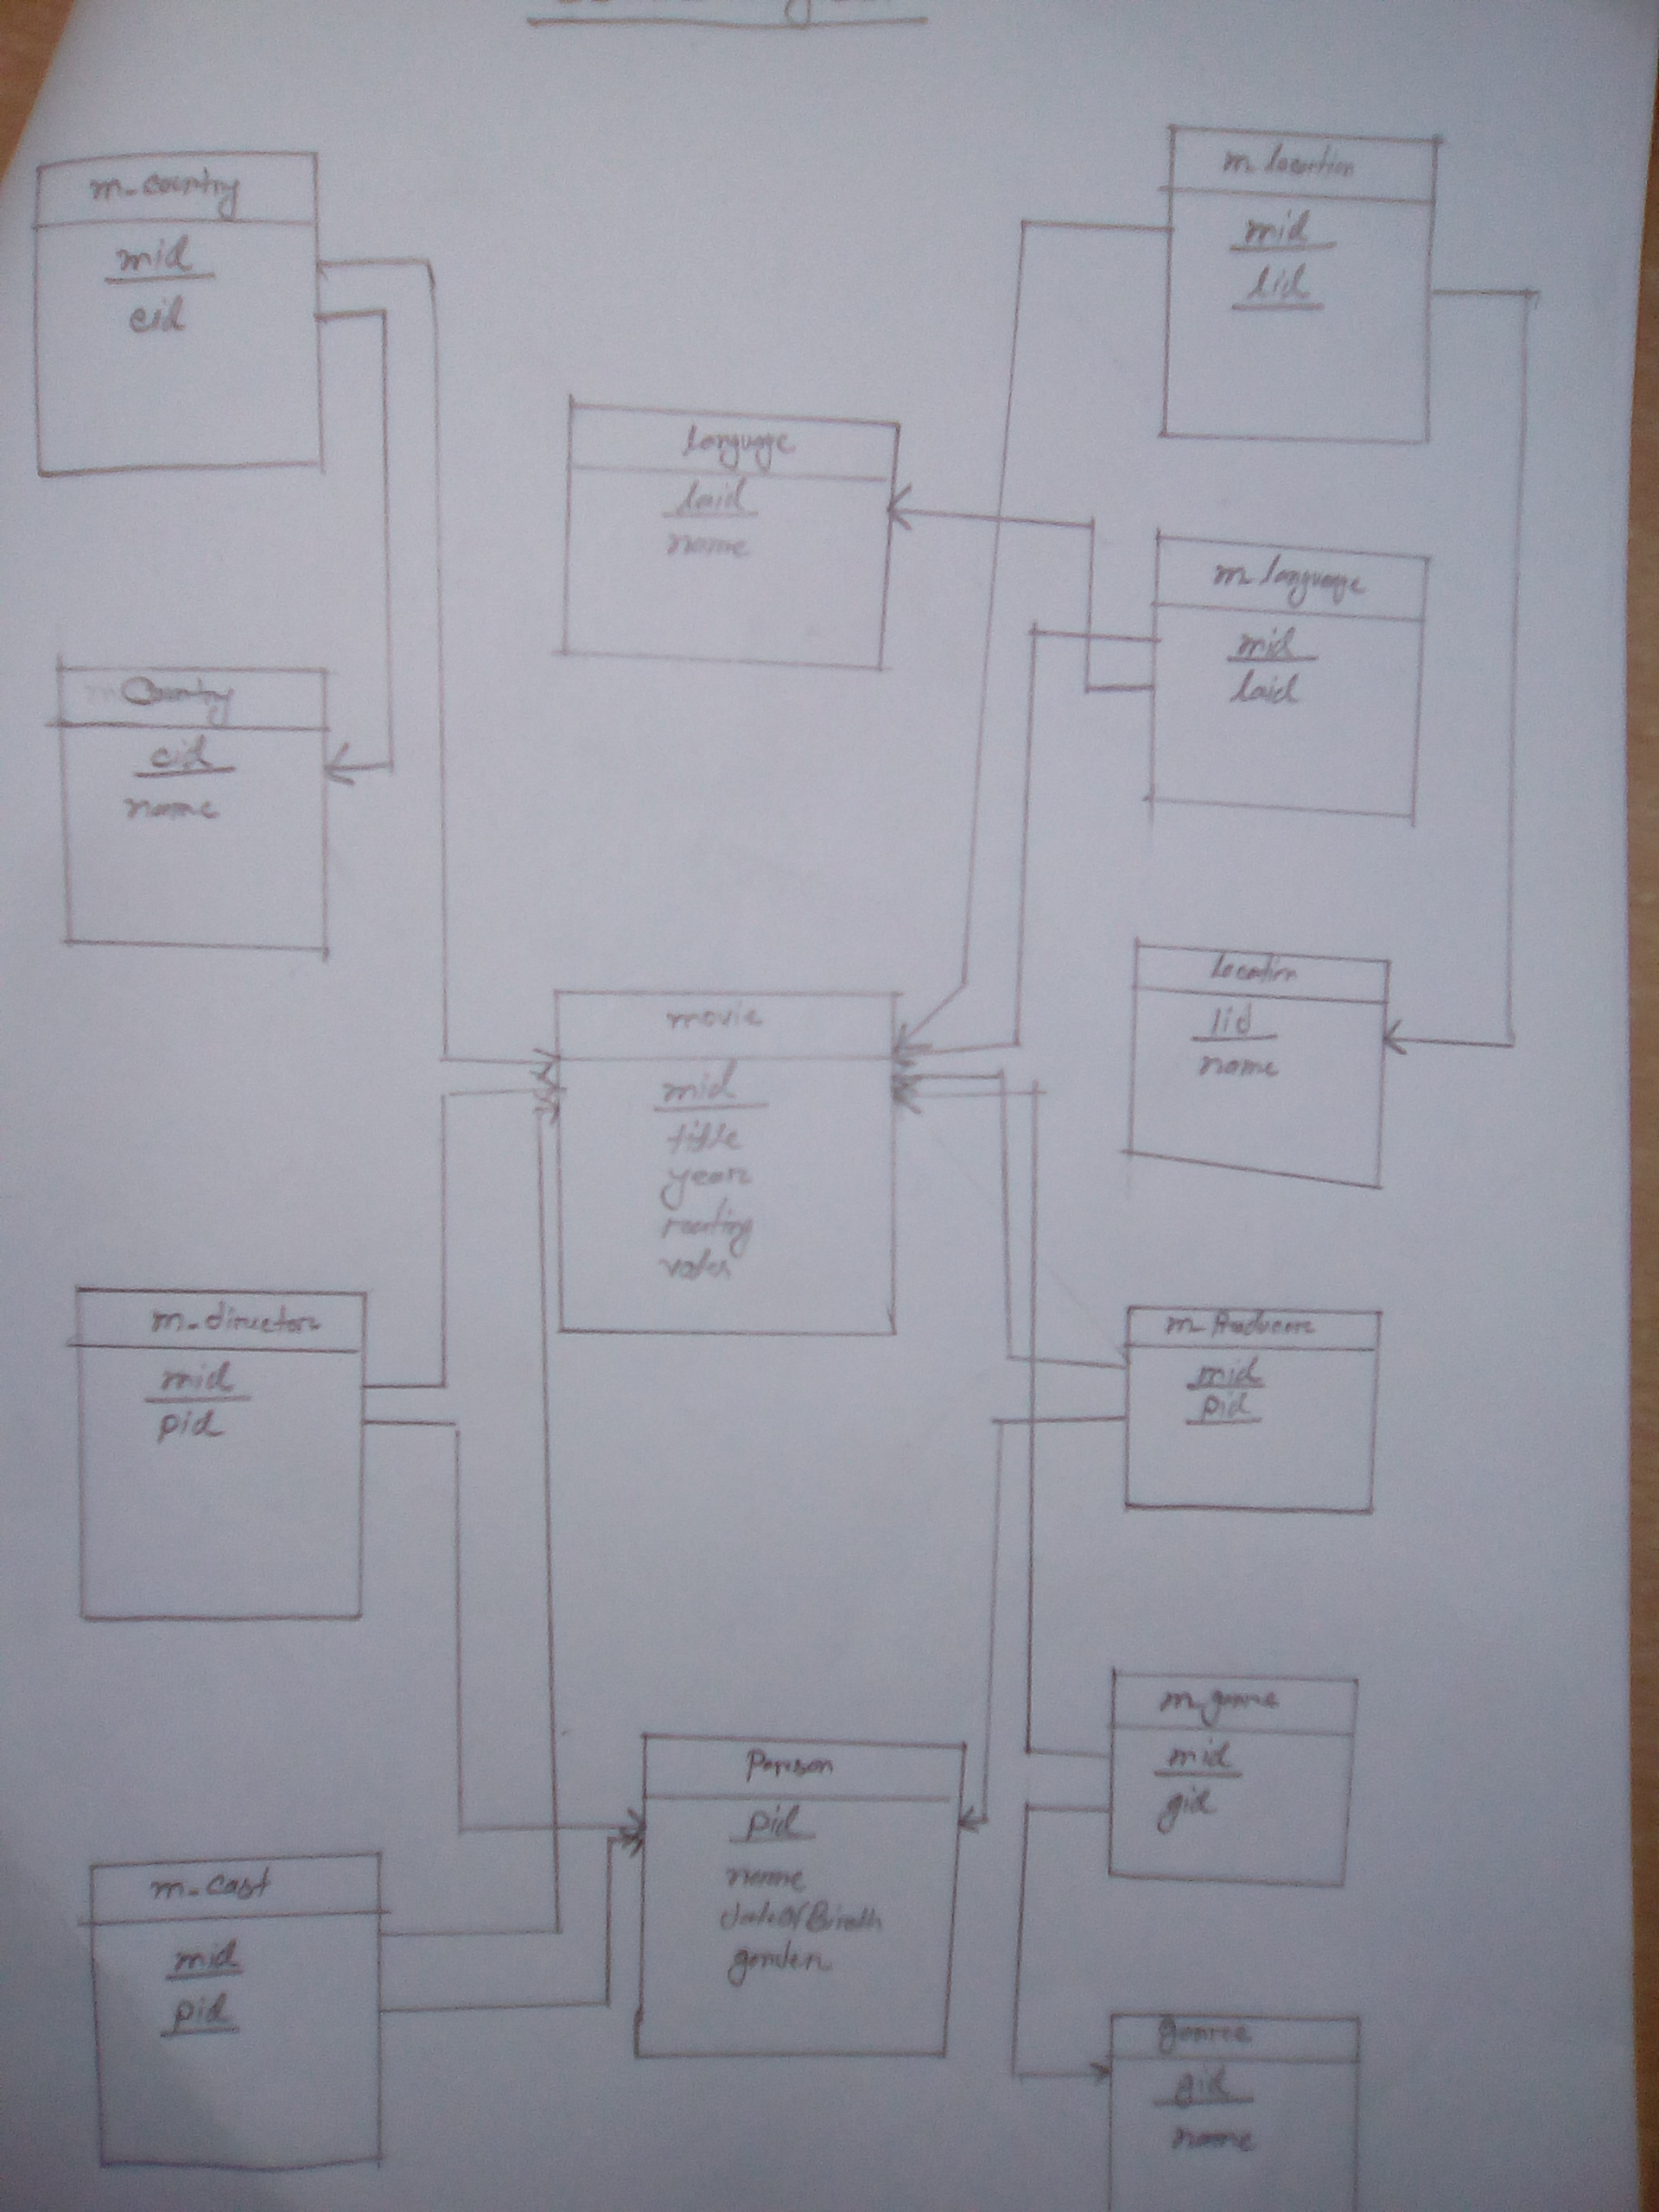 m_country
mid
cid
Country
cid
name
m_director
mid
pid
m_cast
mid
pid
language
laid
name
movie
mid
title
year
rating
votes
Person
pid
name
dateOfBirth
gender
m_location
mid
lid
m_language
mid
laid
location
lid
name
m_Producer
mid
pid
m_genre
mid
gid
genre
gid
name